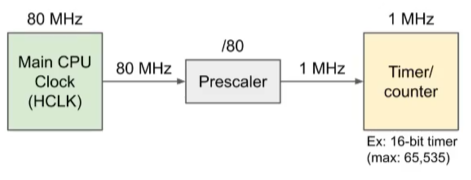 80 MHz
Main CPU
Clock
(HCLK)
80 MHz
/80
Prescaler
1 MHz
1 MHz
Timer/
counter
Ex: 16-bit timer
(max: 65,535)